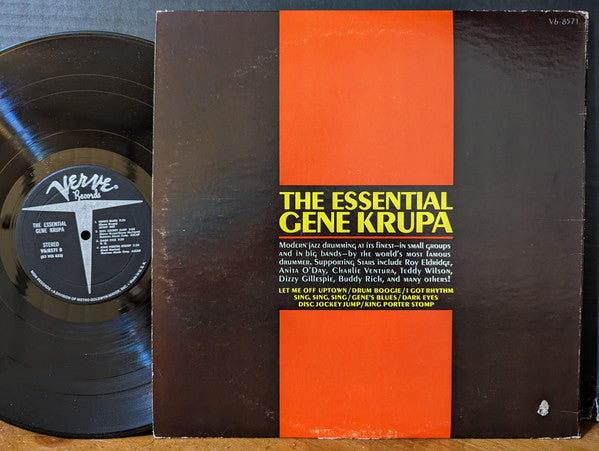 V6-8571
THE ESSENTIAL
GENE KRUPA
Modern jazz drumming at its finest—in small groups
and in big bands—by the world's most famous
drummer. Supporting Stars include Roy Eldridge,
Anita O'Day, Charlie Ventura, Teddy Wilson,
Dizzy Gillespie, Buddy Rich, and many others!
LET ME OFF UPTOWN/DRUM BOOGIE/I GOT RHYTHM
SING, SING, SING/GENE'S BLUES/DARK EYES
DISC JOCKEY JUMP/KING PORTER STOMP
Verve
Records
THE ESSENTIAL
GENE KRUPA
STEREO
V6/8571 B